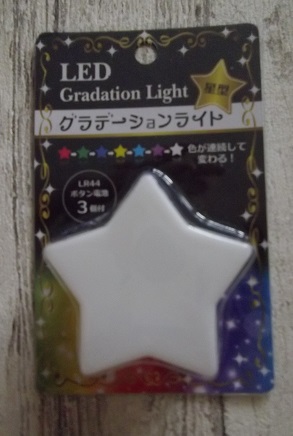 LED
Gradation Light
星型
グラデーションライト
色が連続して
変わる！
LR44
ボタン電池
3個付